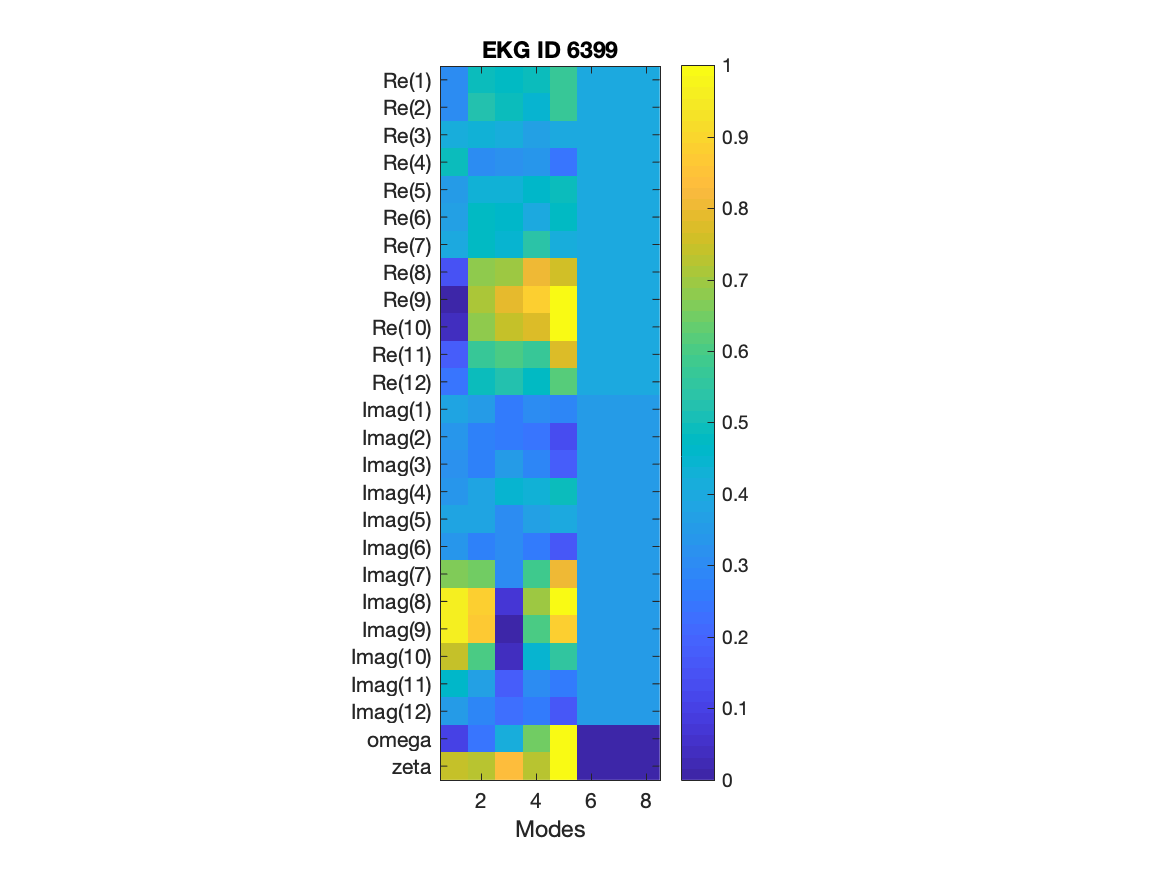 EKG ID 6399
Re(1)
Re(2)
Re(3)
Re(4)
Re(5)
Re(6)
Re(7)
Re(8)
Re(9)
Re(10)
Re(11)
Re(12)
Imag(1)
Imag(2)
Imag(3)
Imag(4)
Imag(5)
Imag(6)
Imag(7)
Imag(8)
Imag(9)
Imag(10)
Imag(11)
Imag(12)
omega
zeta
2 4 6 8
Modes
1
0.9
0.8
0.7
0.6
0.5
0.4
0.3
0.2
0.1
0